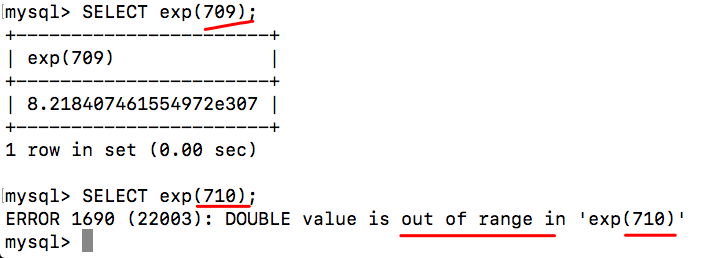 mysql> SELECT exp(709);
+-----------------------+
| exp(709)              |
+-----------------------+
| 8.218407461554972e307 |
+-----------------------+
1 row in set (0.00 sec)
mysql> SELECT exp(710);
ERROR 1690 (22003): DOUBLE value is out of range in 'exp(710)'
mysql>